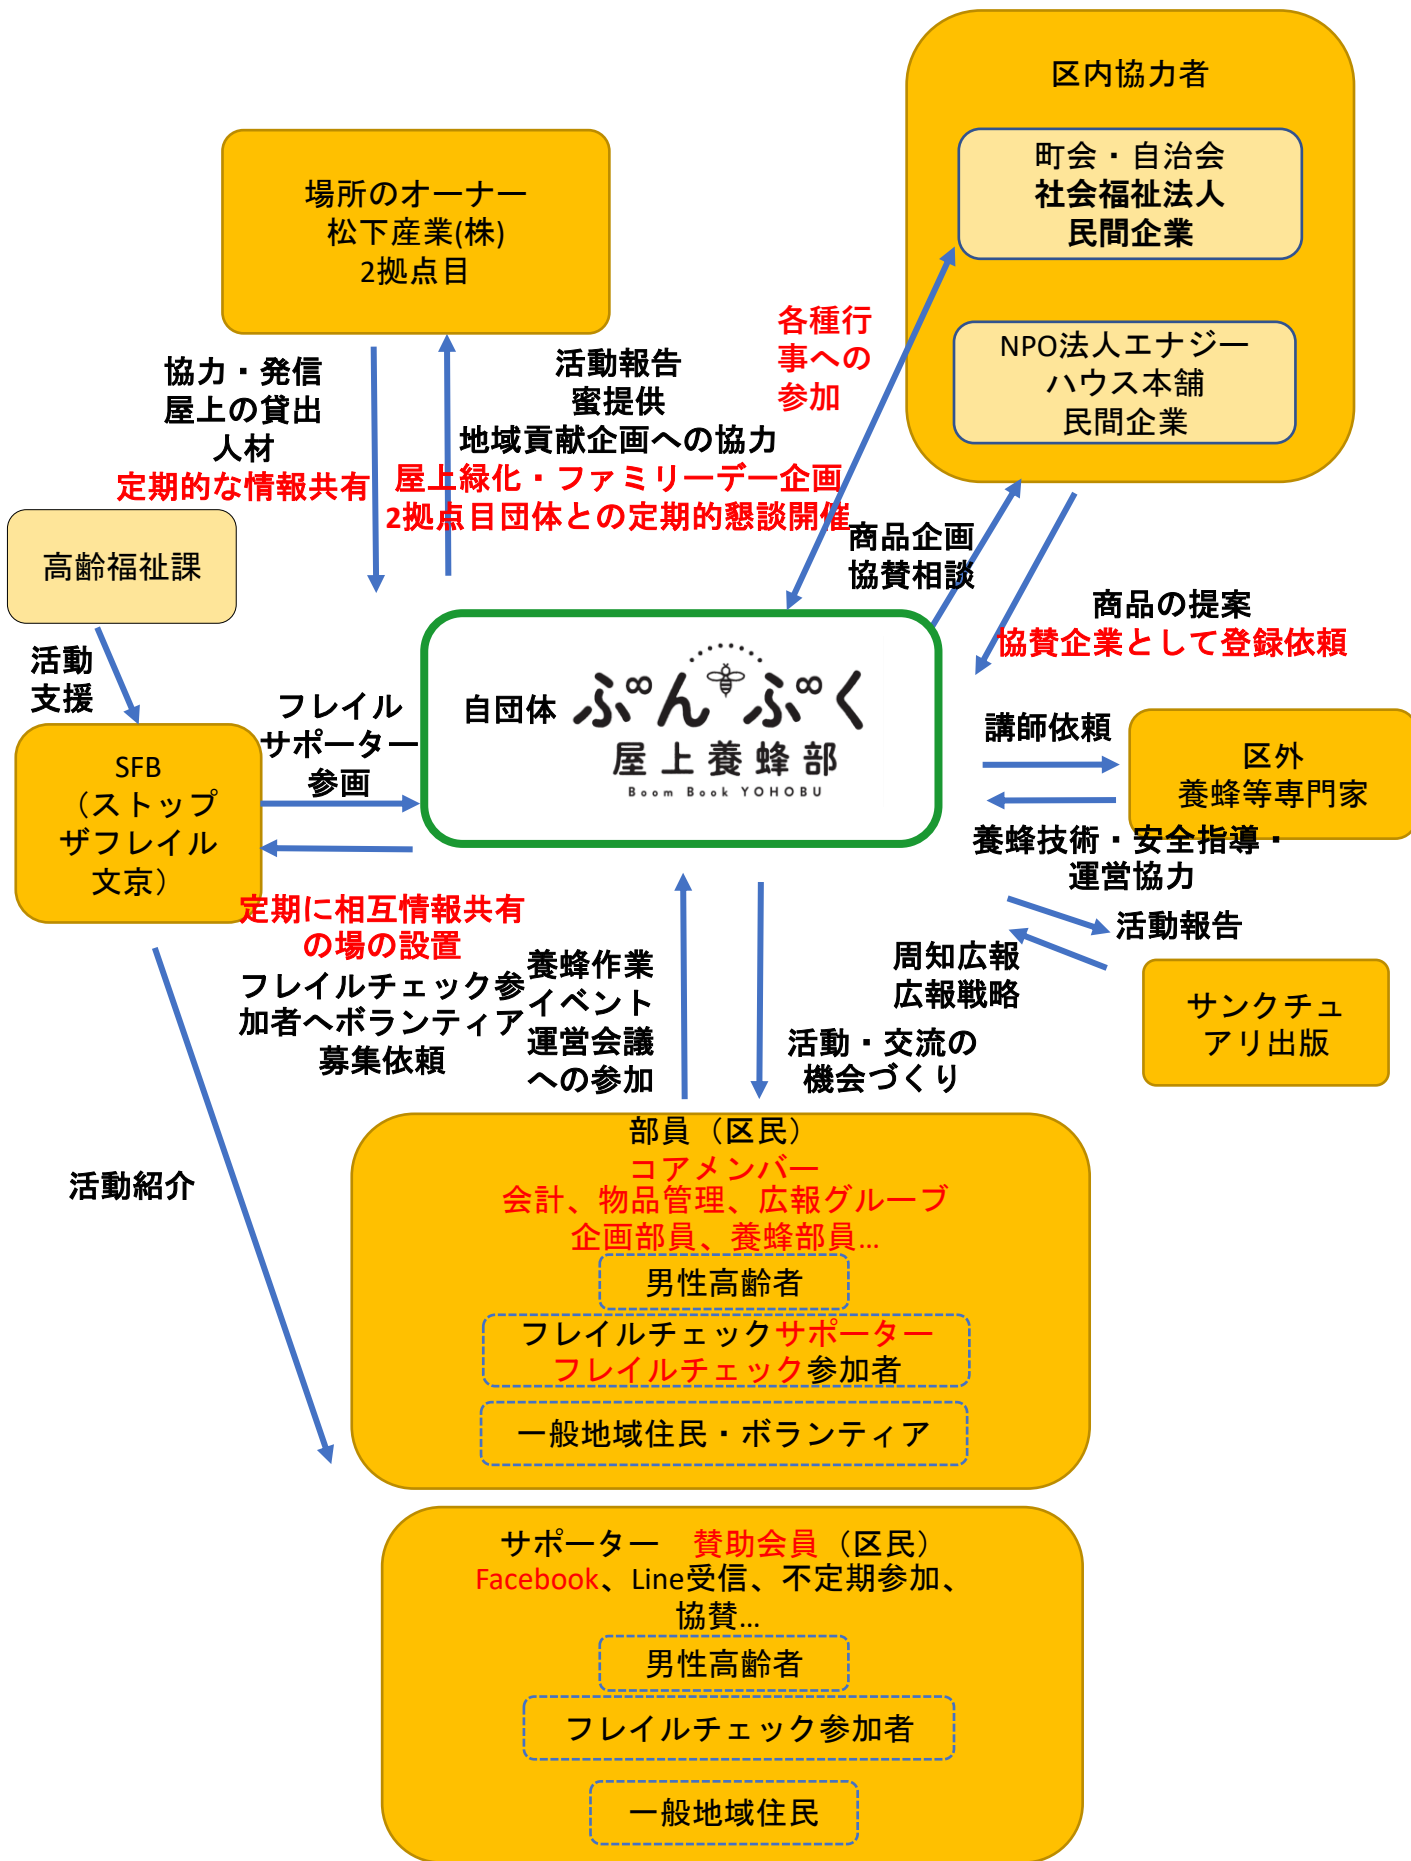 区内協力者
町会・自治会
社会福祉法人
民間企業
NPO法人エナジー
ハウス本舗
民間企業
場所のオーナー
松下産業(株)
2拠点目
各種行
事への
参加
協力・発信
屋上の貸出
人材
定期的な情報共有
活動報告
蜜提供
地域貢献企画への協力
屋上緑化・ファミリーデー企画
2拠点目団体との定期的懇談開催
商品企画
協賛相談
高齢福祉課
商品の提案
協賛企業として登録依頼
活動
支援
フレイル
サポーター
参画
自団体
ぶんぶく
屋上養蜂部
Boom Book YOHOBU
講師依頼
区外
養蜂等専門家
SFB
（ストップ
ザフレイル
文京）
養蜂技術・安全指導・
運営協力
定期に相互情報共有
の場の設置
フレイルチェック参
加者へボランティア
募集依頼
養蜂作業
イベント
運営会議
への参加
周知広報
広報戦略
活動報告
サンクチュ
アリ出版
活動・交流の
機会づくり
活動紹介
部員（区民）
コアメンバー
会計、物品管理、広報グループ
企画部員、養蜂部員…
男性高齢者
フレイルチェックサポーター
フレイルチェック参加者
一般地域住民・ボランティア
サポーター　賛助会員（区民）
Facebook、Line受信、不定期参加、
協賛…
男性高齢者
フレイルチェック参加者
一般地域住民